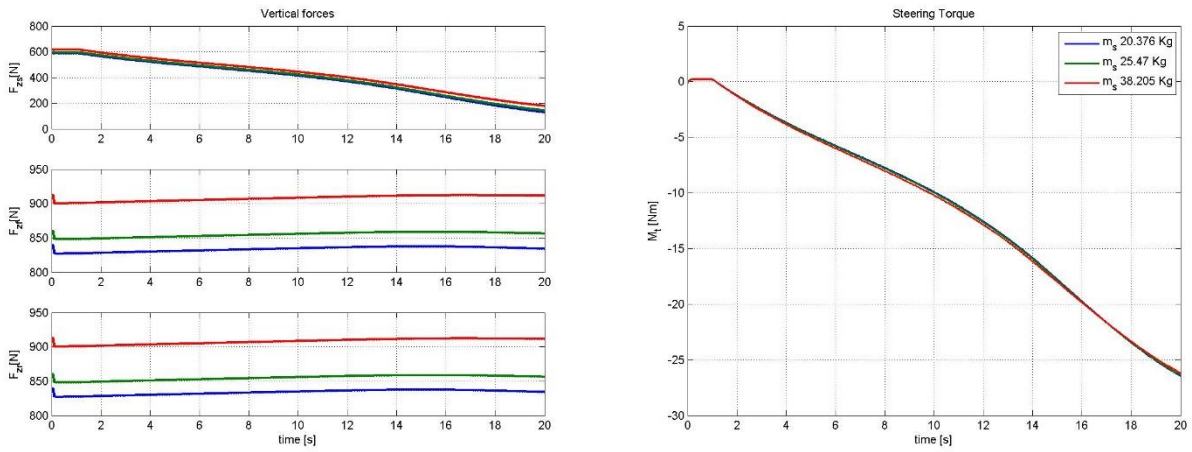 Vertical forces
F_zs[N]
800
600
400
200
0
0 2 4 6 8 10 12 14 16 18 20
F_zf[N]
950
900
850
800
0 2 4 6 8 10 12 14 16 18 20
F_zr[N]
950
900
850
800
0 2 4 6 8 10 12 14 16 18 20
time [s]
Steering Torque
M_t [Nm]
5
0
-5
-10
-15
-20
-25
-30
0 2 4 6 8 10 12 14 16 18 20
time [s]
m_s 20.376 Kg
m_s 25.47 Kg
m_s 38.205 Kg